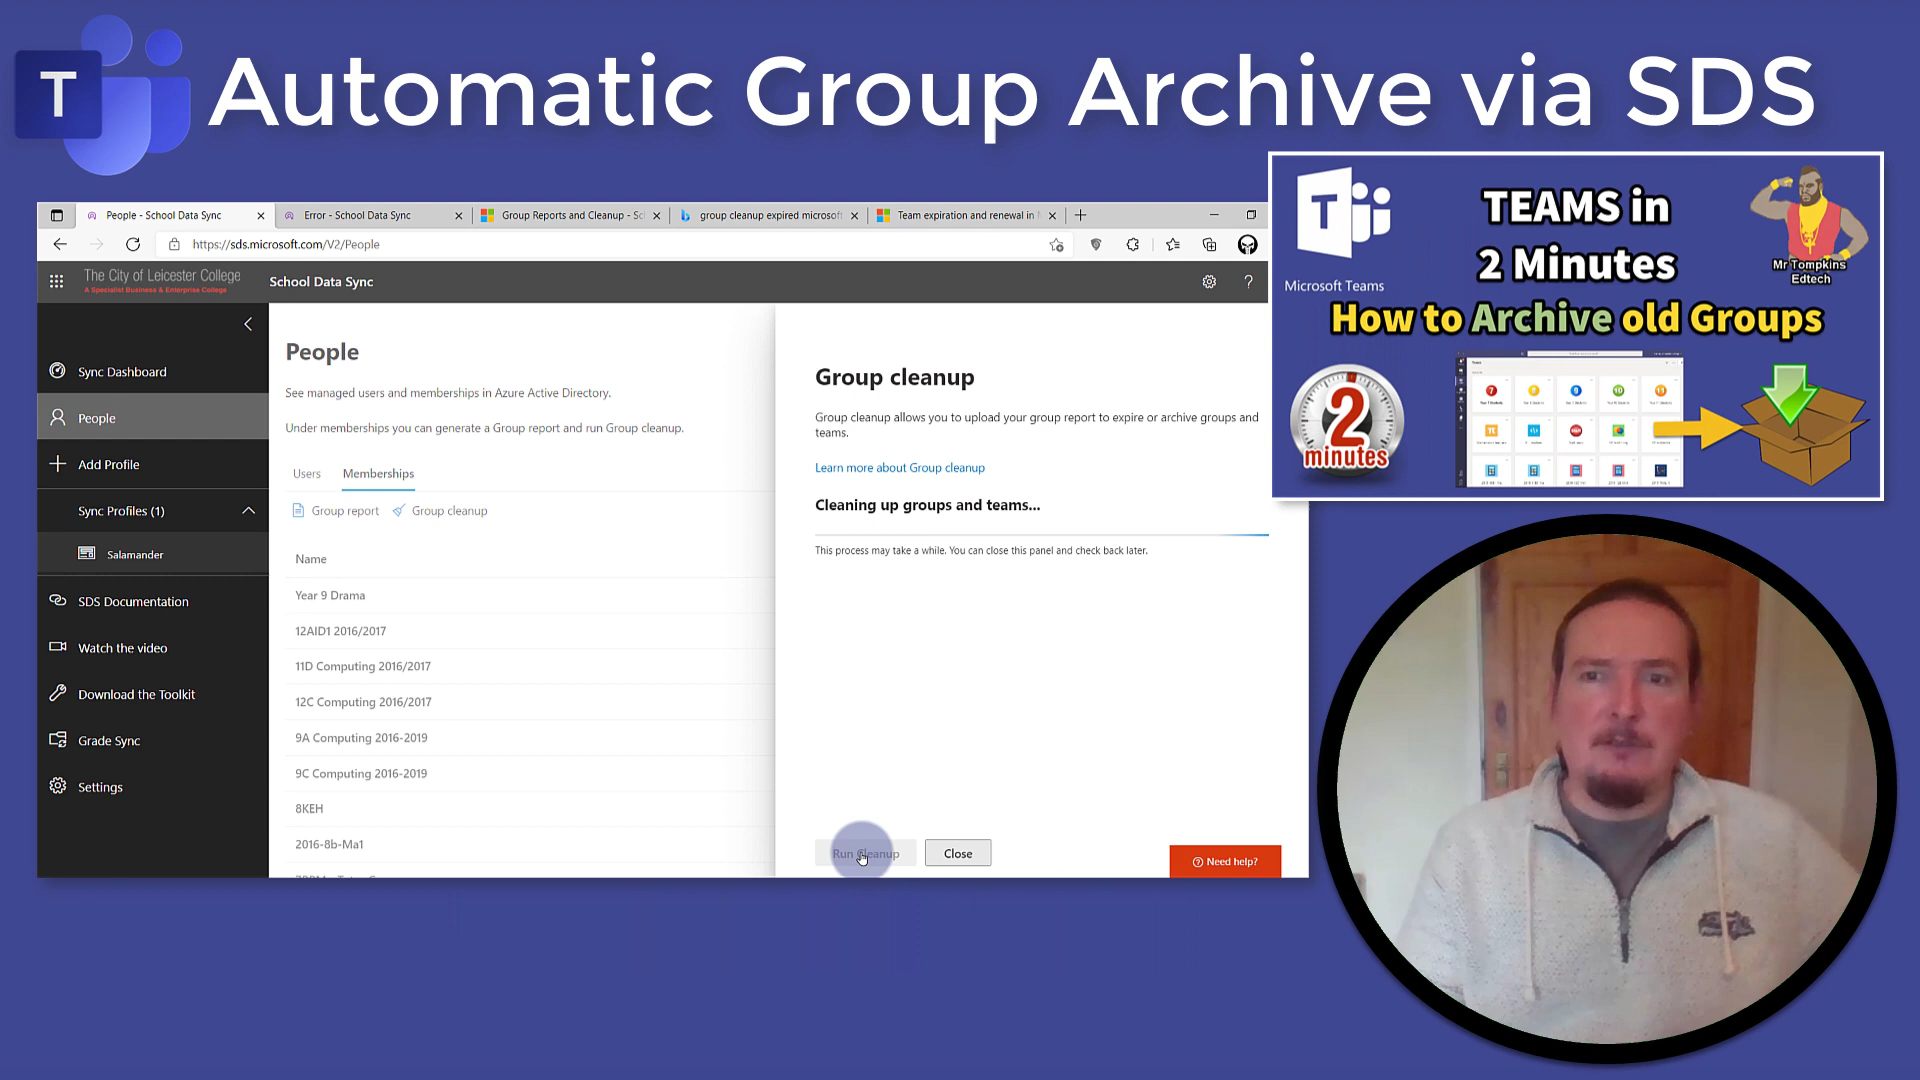 T Automatic Group Archive via SDS
People - School Data Sync
Error - School Data Sync
Group Reports and Cleanup - Sc
group cleanup expired microsoft
Team expiration and renewal in
https://sds.microsoft.com/V2/People
The City of Leicester College
A Specialist Business & Enterprise College
School Data Sync
?
Sync Dashboard
People
Add Profile
Sync Profiles (1)
Salamander
SDS Documentation
Watch the video
Download the Toolkit
Grade Sync
Settings
People
See managed users and memberships in Azure Active Directory.
Under memberships you can generate a Group report and run Group cleanup.
Users Memberships
Group report Group cleanup
Name
Year 9 Drama
12AID1 2016/2017
11D Computing 2016/2017
12C Computing 2016/2017
9A Computing 2016-2019
9C Computing 2016-2019
8KEH
2016-8b-Ma1
Group cleanup
Group cleanup allows you to upload your group report to expire or archive groups and
teams.
Learn more about Group cleanup
Cleaning up groups and teams...
This process may take a while. You can close this panel and check back later.
Run Cleanup
Close
Need help?
T
Microsoft Teams
TEAMS in
2 Minutes
How to Archive old Groups
Mr Tompkins
Edtech
2
minutes